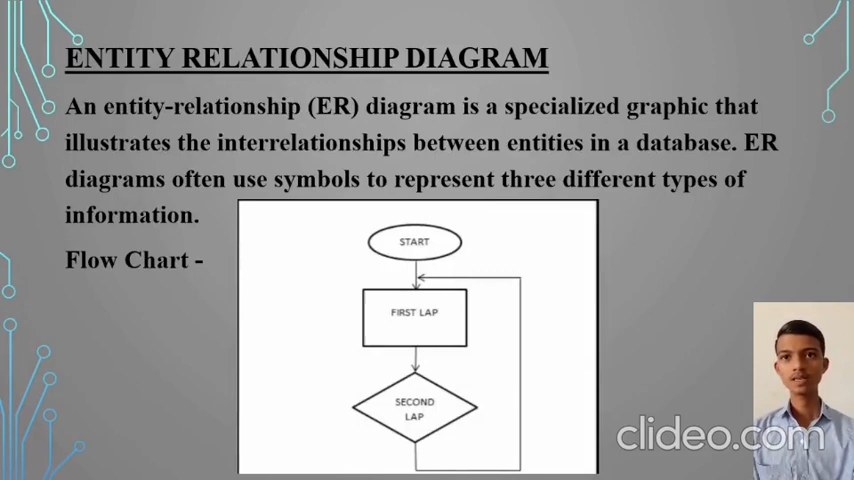 ENTITY RELATIONSHIP DIAGRAM
An entity-relationship (ER) diagram is a specialized graphic that
illustrates the interrelationships between entities in a database. ER
diagrams often use symbols to represent three different types of
information.
Flow Chart -
START
FIRST LAP
SECOND
LAP
clideo.com